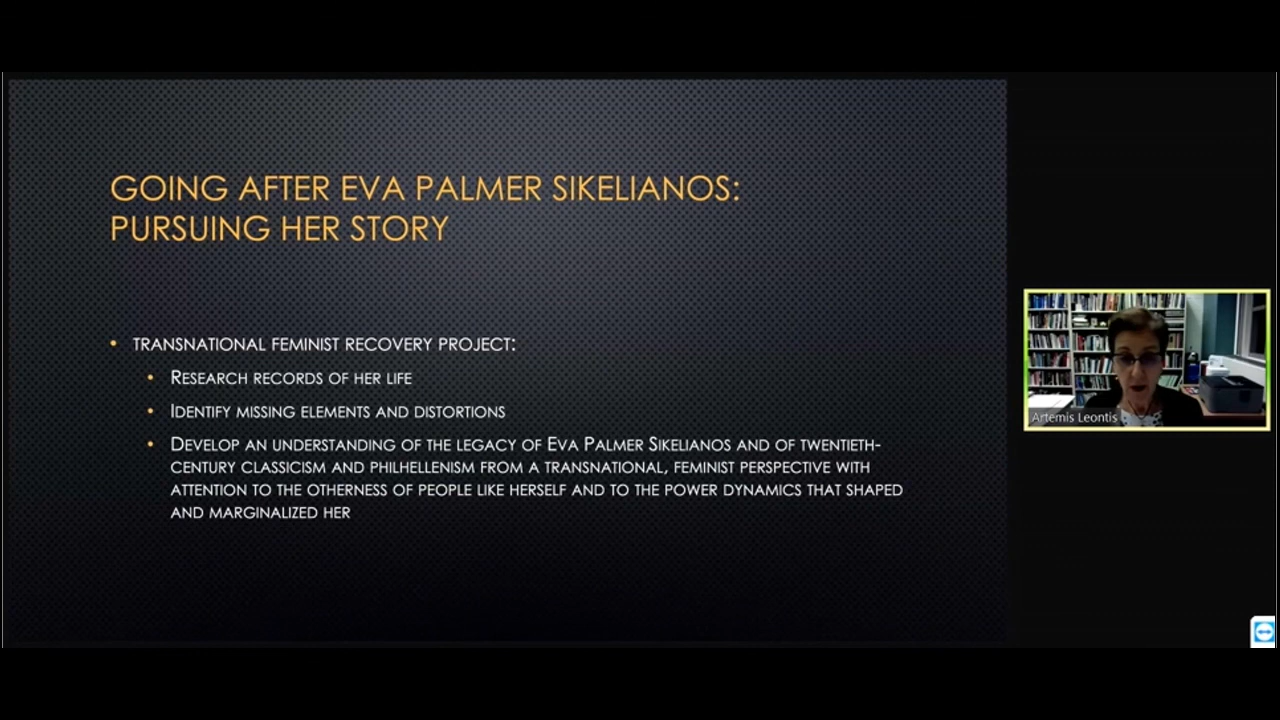 GOING AFTER EVA PALMER SIKELIANOS:
PURSUING HER STORY
• TRANSNATIONAL FEMINIST RECOVERY PROJECT:
• RESEARCH RECORDS OF HER LIFE
• IDENTIFY MISSING ELEMENTS AND DISTORTIONS
• DEVELOP AN UNDERSTANDING OF THE LEGACY OF EVA PALMER SIKELIANOS AND OF TWENTIETH-
CENTURY CLASSICISM AND PHILHELLENISM FROM A TRANSNATIONAL, FEMINIST PERSPECTIVE WITH
ATTENTION TO THE OTHERNESS OF PEOPLE LIKE HERSELF AND TO THE POWER DYNAMICS THAT SHAPED
AND MARGINALIZED HER
Artemis Leontis